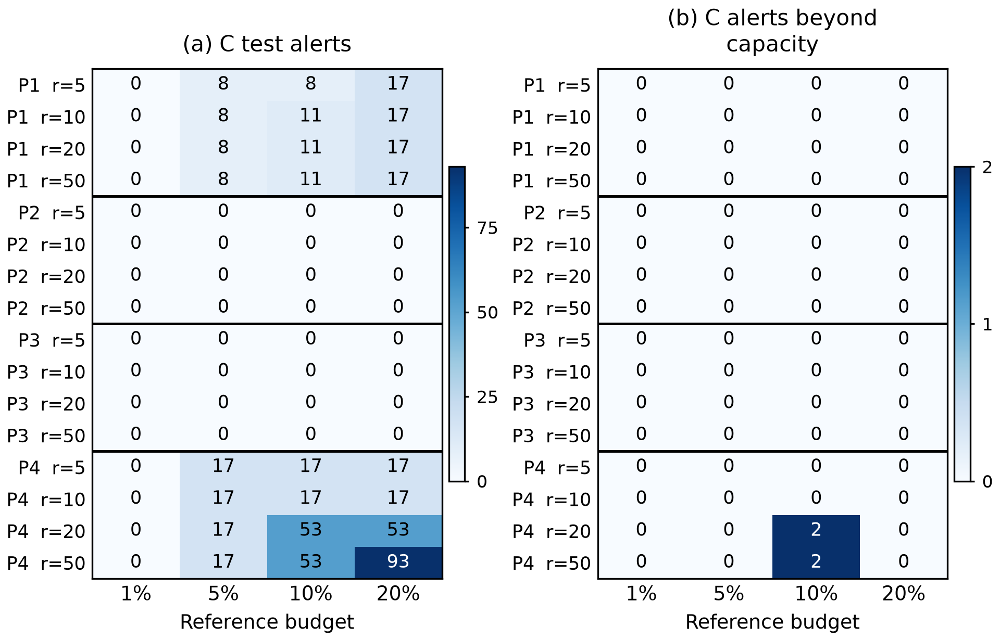 (a) C test alerts
P1 r=5 0 8 8 17
P1 r=10 0 8 11 17
P1 r=20 0 8 11 17
P1 r=50 0 8 11 17
P2 r=5 0 0 0 0
P2 r=10 0 0 0 0
P2 r=20 0 0 0 0
P2 r=50 0 0 0 0
P3 r=5 0 0 0 0
P3 r=10 0 0 0 0
P3 r=20 0 0 0 0
P3 r=50 0 0 0 0
P4 r=5 0 17 17 17
P4 r=10 0 17 17 17
P4 r=20 0 17 53 53
P4 r=50 0 17 53 93
1% 5% 10% 20%
Reference budget
75
50
25
0
(b) C alerts beyond
capacity
P1 r=5 0 0 0 0
P1 r=10 0 0 0 0
P1 r=20 0 0 0 0
P1 r=50 0 0 0 0
P2 r=5 0 0 0 0
P2 r=10 0 0 0 0
P2 r=20 0 0 0 0
P2 r=50 0 0 0 0
P3 r=5 0 0 0 0
P3 r=10 0 0 0 0
P3 r=20 0 0 0 0
P3 r=50 0 0 0 0
P4 r=5 0 0 0 0
P4 r=10 0 0 0 0
P4 r=20 0 0 2 0
P4 r=50 0 0 2 0
1% 5% 10% 20%
Reference budget
2
1
0